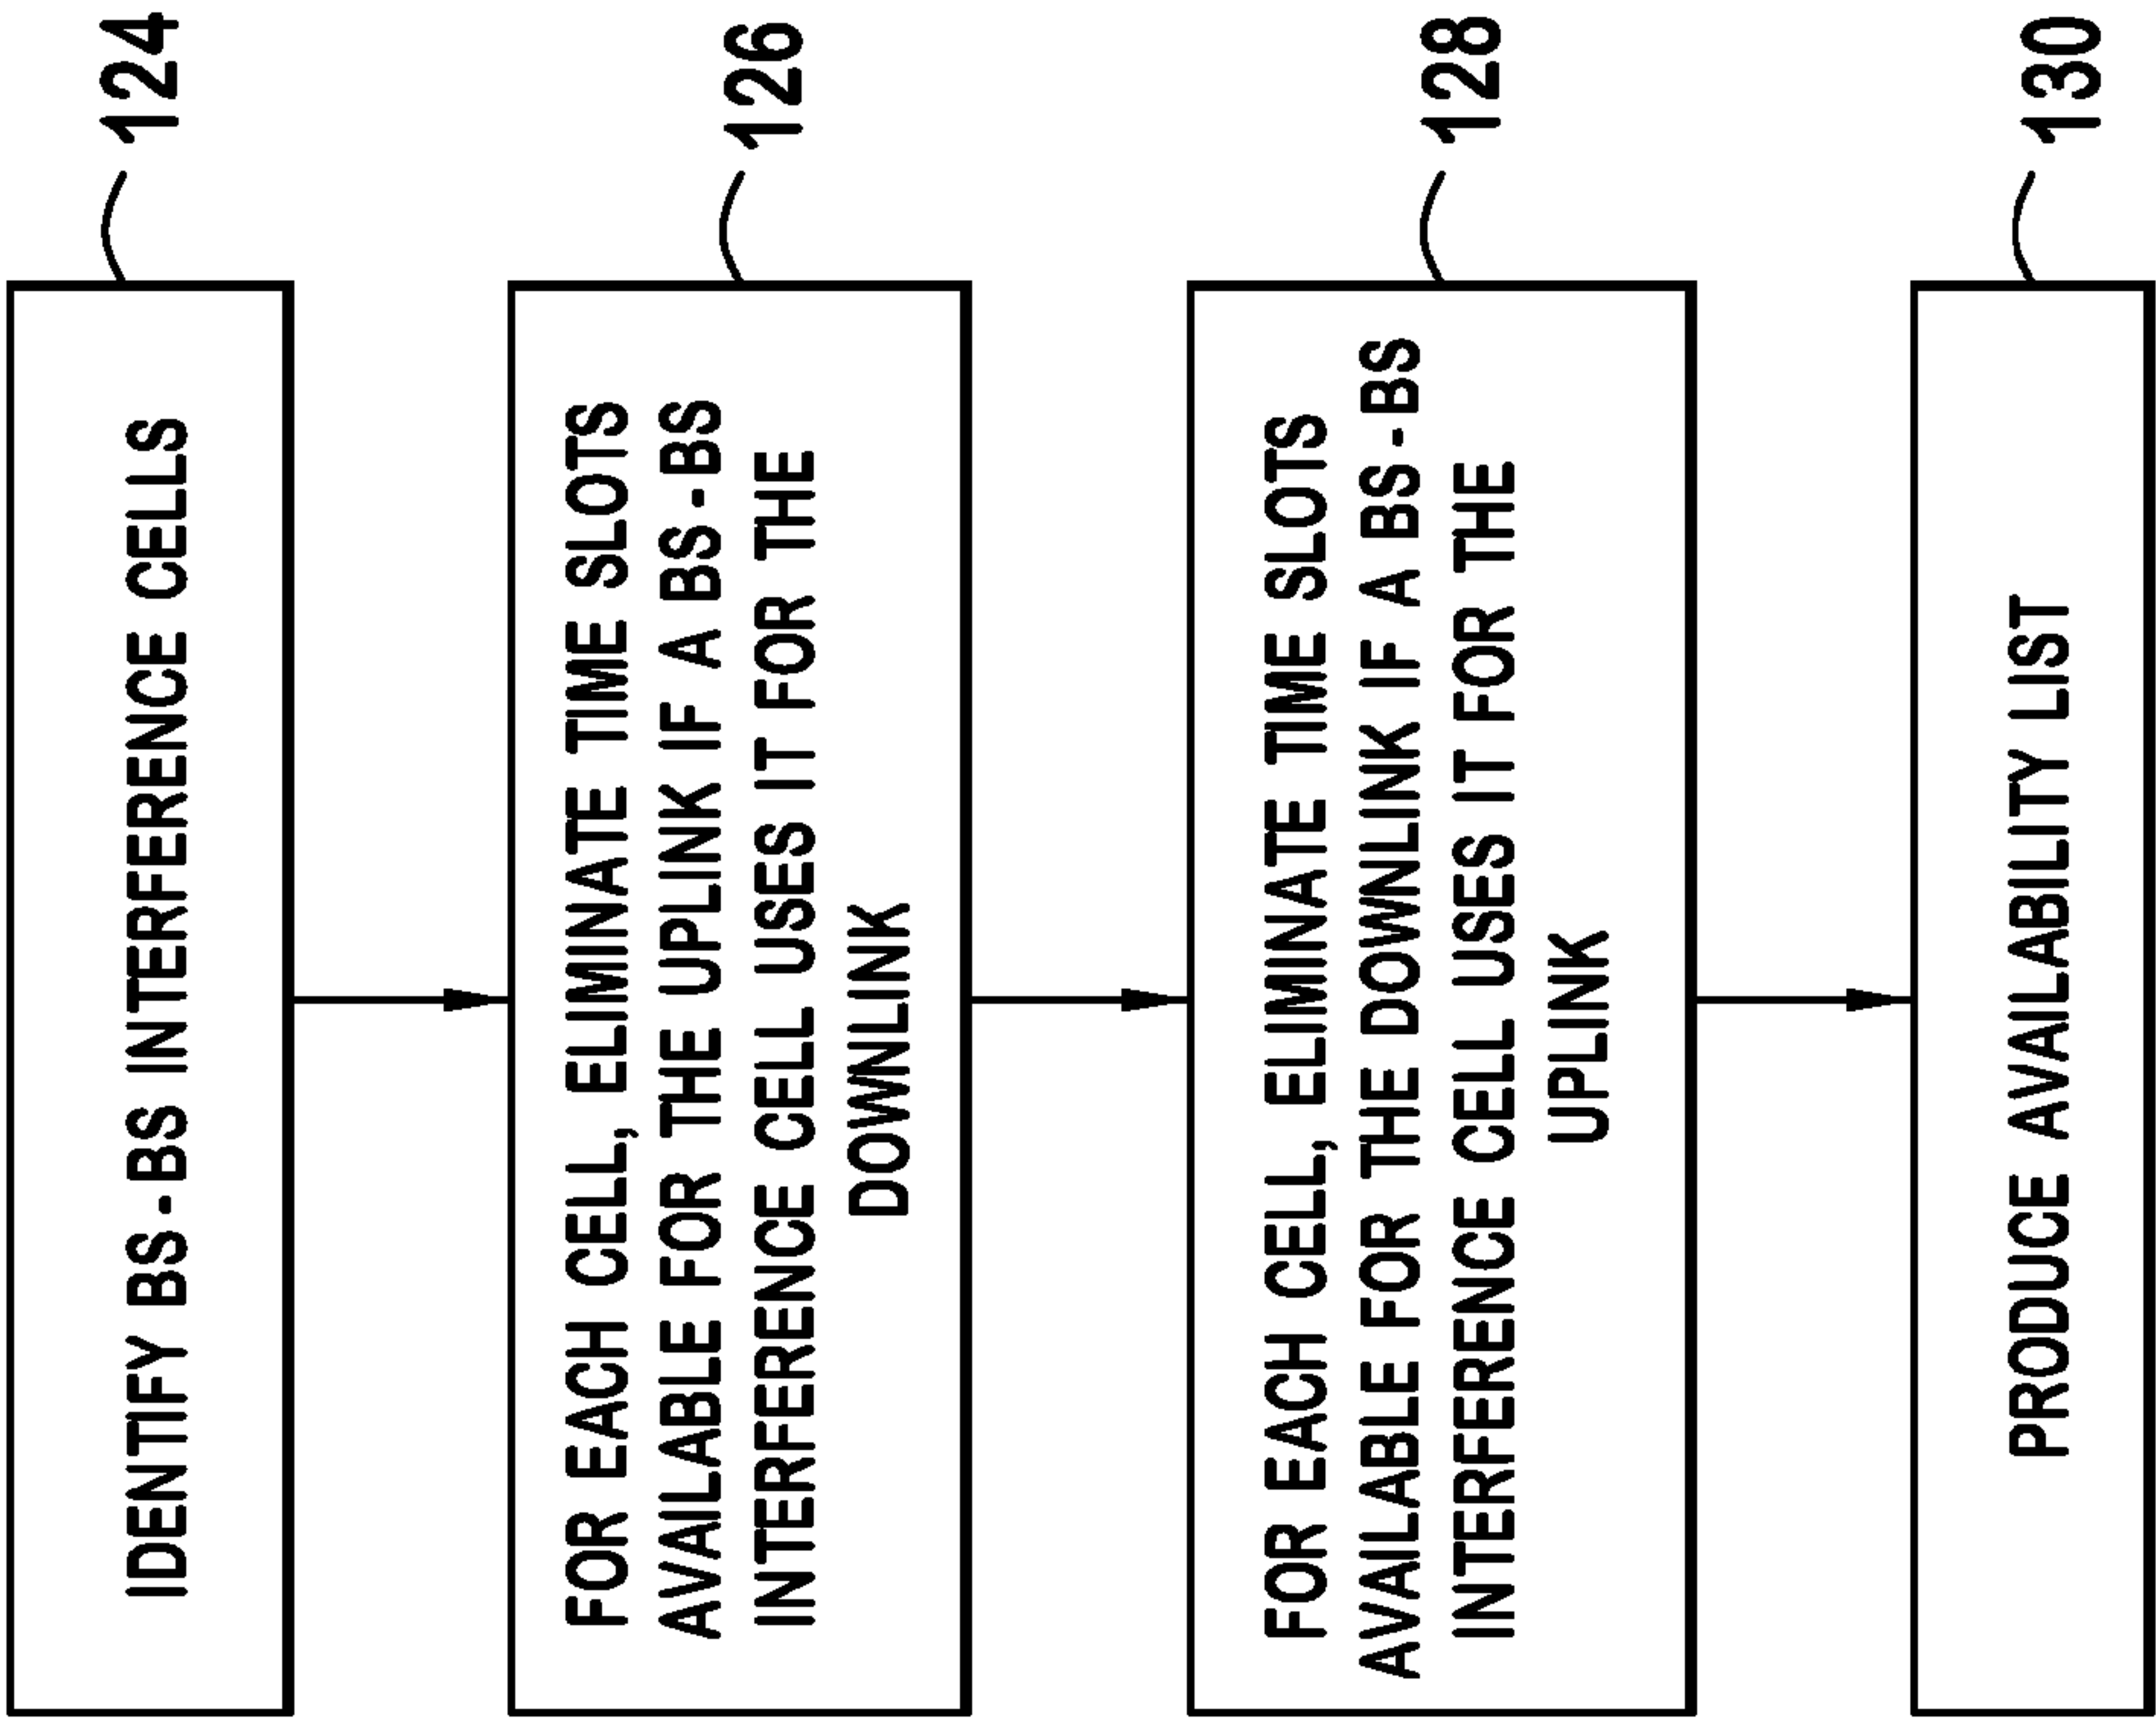 IDENTIFY BS-BS INTERFERENCE CELLS
124
FOR EACH CELL, ELIMINATE TIME SLOTS
AVAILABLE FOR THE UPLINK IF A BS-BS
INTERFERENCE CELL USES IT FOR THE
DOWNLINK
126
FOR EACH CELL, ELIMINATE TIME SLOTS
AVAILABLE FOR THE DOWNLINK IF A BS-BS
INTERFERENCE CELL USES IT FOR THE
UPLINK
128
PRODUCE AVAILABILITY LIST
130